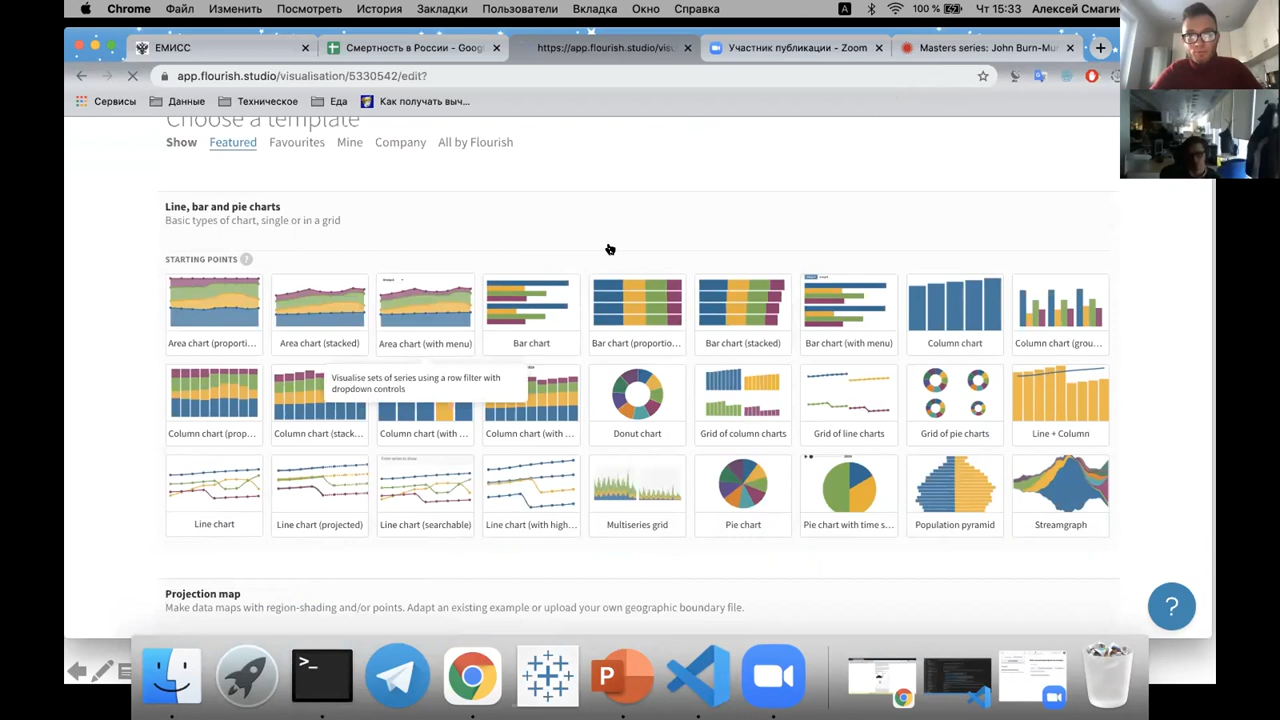 Chrome Файл Изменить Посмотреть История Закладки Пользователи Вкладка Окно Справка A 100 % Чт 15:33 Алексей Смагин
ЕМИСС Смертность в России - Goog https://app.flourish.studio/visu Участник публикации - Zoom Masters series: John Burn-Mu
app.flourish.studio/visualisation/5330542/edit?
Сервисы Данные Техническое Еда Как получать выч...
Choose a template
Show Featured Favourites Mine Company All by Flourish
Line, bar and pie charts
Basic types of chart, single or in a grid
STARTING POINTS ?
Area chart (proporti... Area chart (stacked) Area chart (with menu) Bar chart Bar chart (proportio... Bar chart (stacked) Bar chart (with menu) Column chart Column chart (grou...
Visualise sets of series using a row filter with
dropdown controls
Column chart (prop... Column chart (stack... Column chart (with ... Column chart (with ... Donut chart Grid of column charts Grid of line charts Grid of pie charts Line + Column
Line chart Line chart (projected) Line chart (searchable) Line chart (with high... Multiseries grid Pie chart Pie chart with time s... Population pyramid Streamgraph
Projection map
Make data maps with region-shading and/or points. Adapt an existing example or upload your own geographic boundary file.
?
>_
P